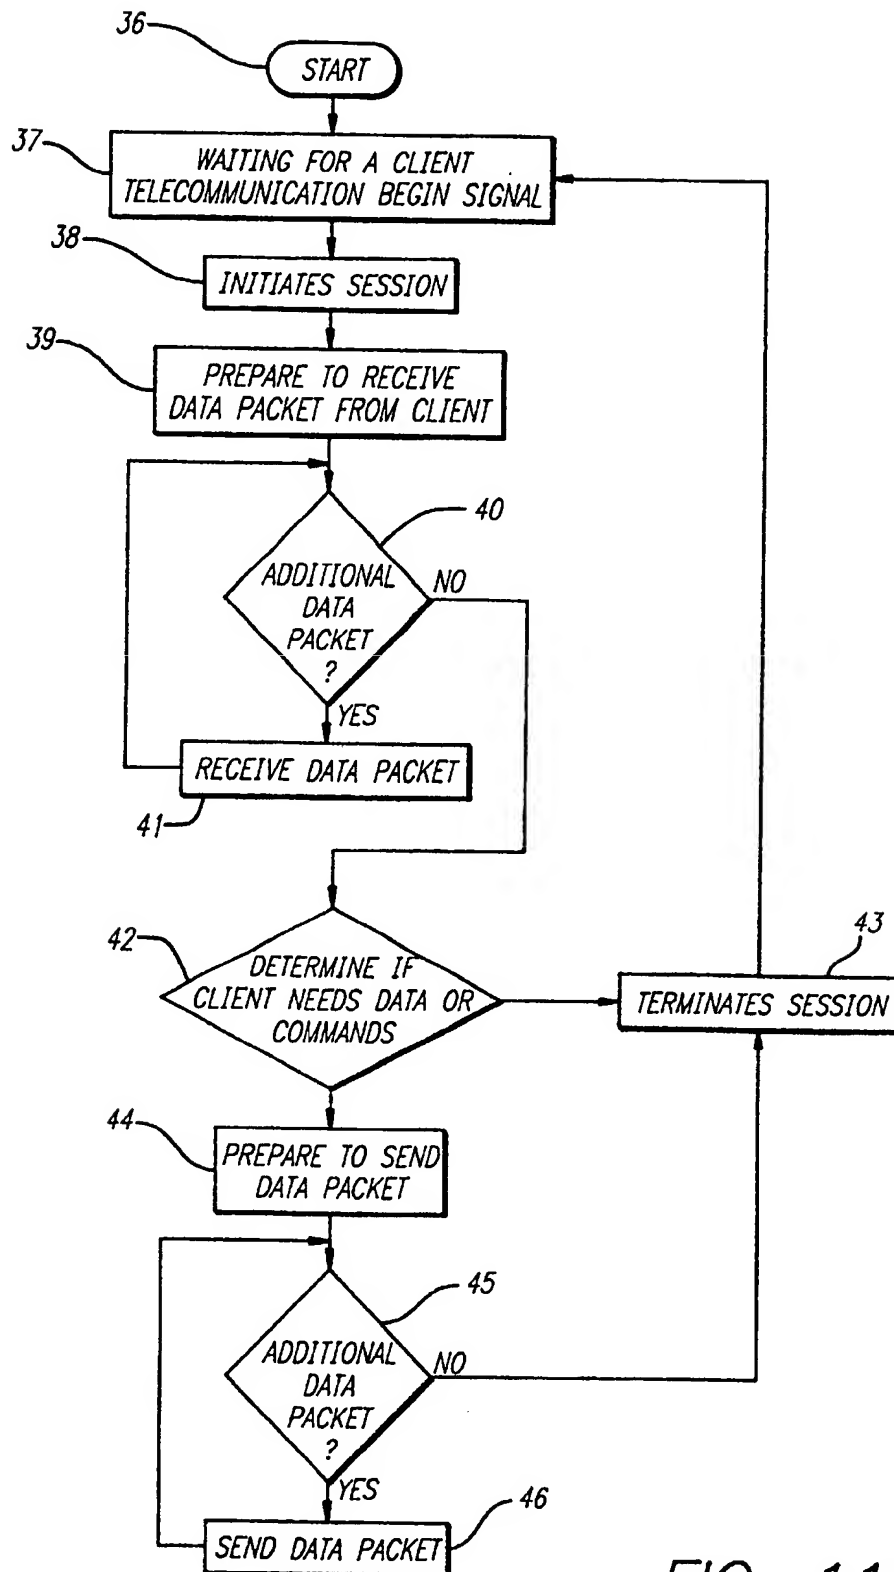 36
START
37
WAITING FOR A CLIENT
TELECOMMUNICATION BEGIN SIGNAL
38
INITIATES SESSION
39
PREPARE TO RECEIVE
DATA PACKET FROM CLIENT
40
ADDITIONAL
DATA
PACKET
?
NO
YES
RECEIVE DATA PACKET
41
42
DETERMINE IF
CLIENT NEEDS DATA OR
COMMANDS
43
TERMINATES SESSION
44
PREPARE TO SEND
DATA PACKET
45
ADDITIONAL
DATA
PACKET
?
NO
YES
46
SEND DATA PACKET
FIG. 11